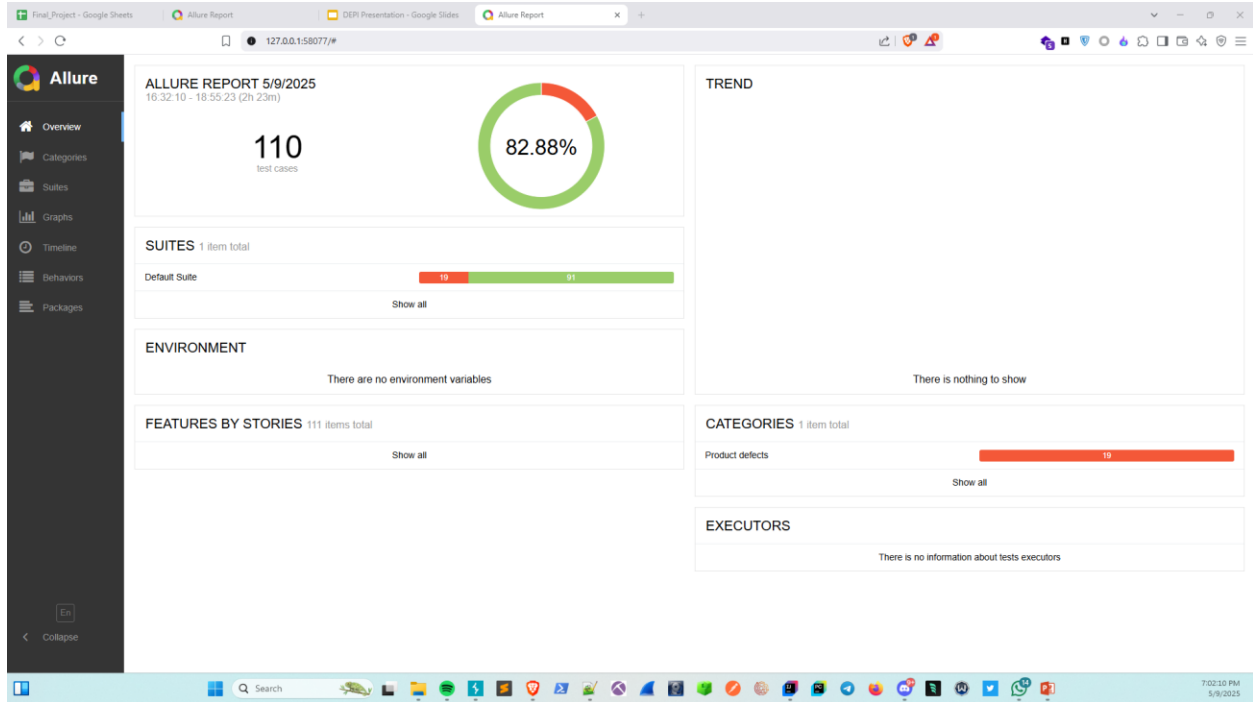 Final_Project - Google Sheets
Allure Report
DEPI Presentation - Google Slides
Allure Report
127.0.0.1:58077/#
Allure
Overview
Categories
Suites
Graphs
Timeline
Behaviors
Packages
En
Collapse
ALLURE REPORT 5/9/2025
16:32:10 - 18:55:23 (2h 23m)
110
test cases
82.88%
SUITES 1 item total
Default Suite
19
91
Show all
ENVIRONMENT
There are no environment variables
FEATURES BY STORIES 111 items total
Show all
TREND
There is nothing to show
CATEGORIES 1 item total
Product defects
19
Show all
EXECUTORS
There is no information about tests executors
Search
7:02:10 PM
5/9/2025